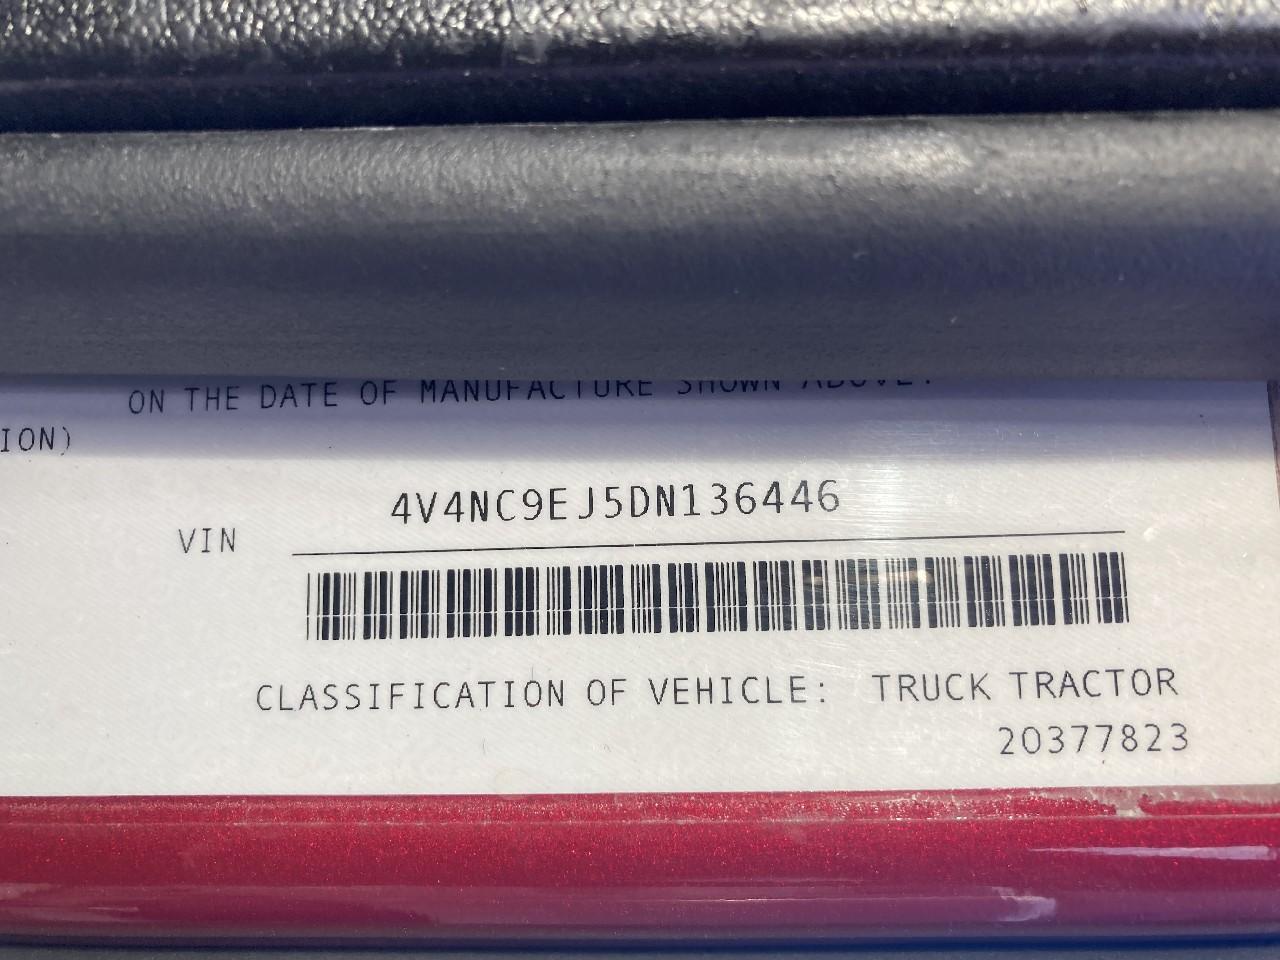 ON THE DATE OF MANUFACTURE SHOWN ABOVE.
ION)
4V4NC9EJ5DN136446
VIN
CLASSIFICATION OF VEHICLE: TRUCK TRACTOR
20377823